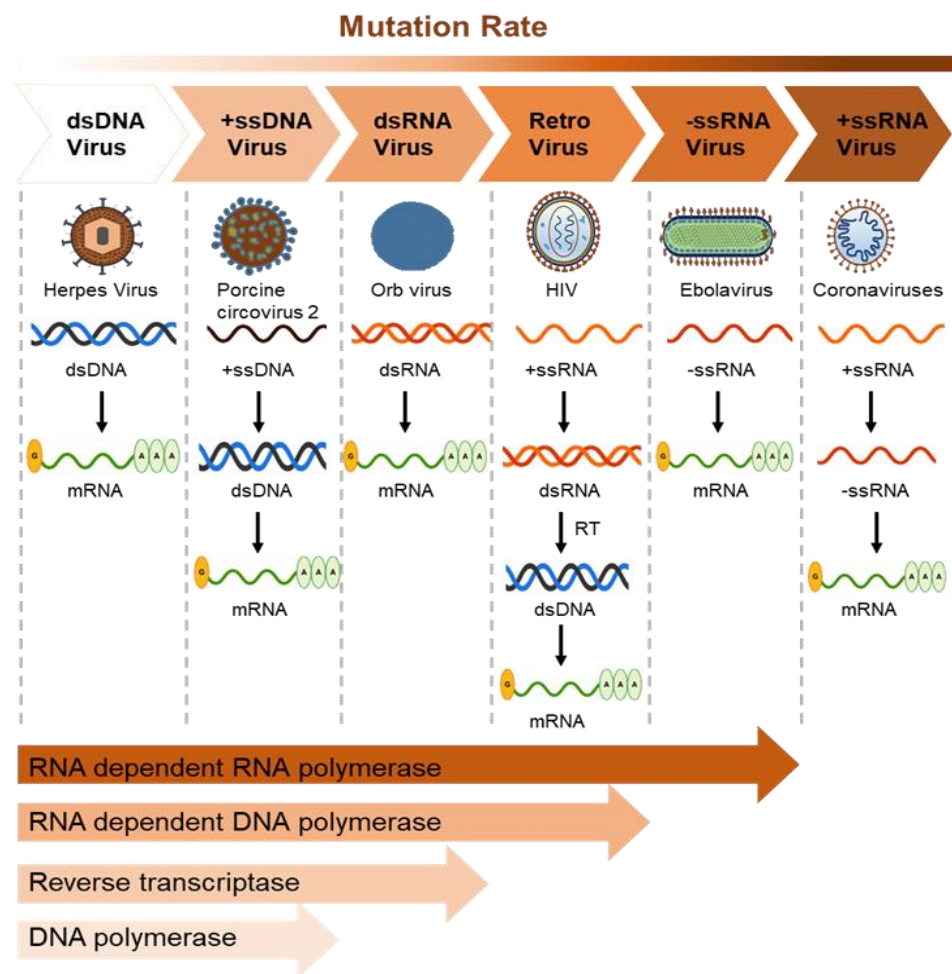 Mutation Rate
dsDNA
Virus
+ssDNA
Virus
dsRNA
Virus
Retro
Virus
-ssRNA
Virus
+ssRNA
Virus
Herpes Virus
Porcine
circovirus 2
Orb virus
HIV
Ebolavirus
Coronaviruses
dsDNA
+ssDNA
dsRNA
+ssRNA
-ssRNA
+ssRNA
G
A A A
mRNA
dsDNA
G
A A A
mRNA
dsRNA
G
A A A
mRNA
-ssRNA
RT
G
A A A
mRNA
dsDNA
G
A A A
mRNA
G
A A A
mRNA
RNA dependent RNA polymerase
RNA dependent DNA polymerase
Reverse transcriptase
DNA polymerase